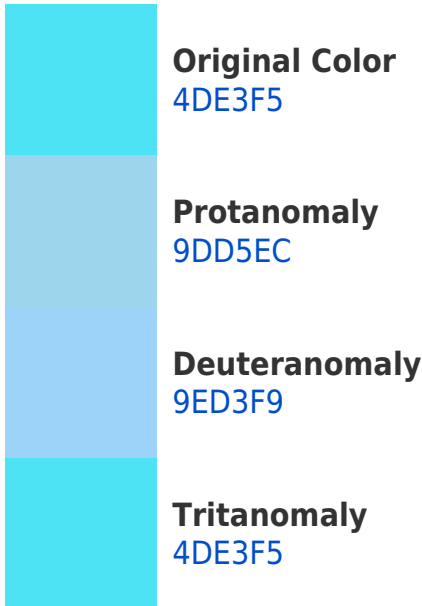 Original Color
4DE3F5
Protanomaly
9DD5EC
Deuteranomaly
9ED3F9
Tritanomaly
4DE3F5